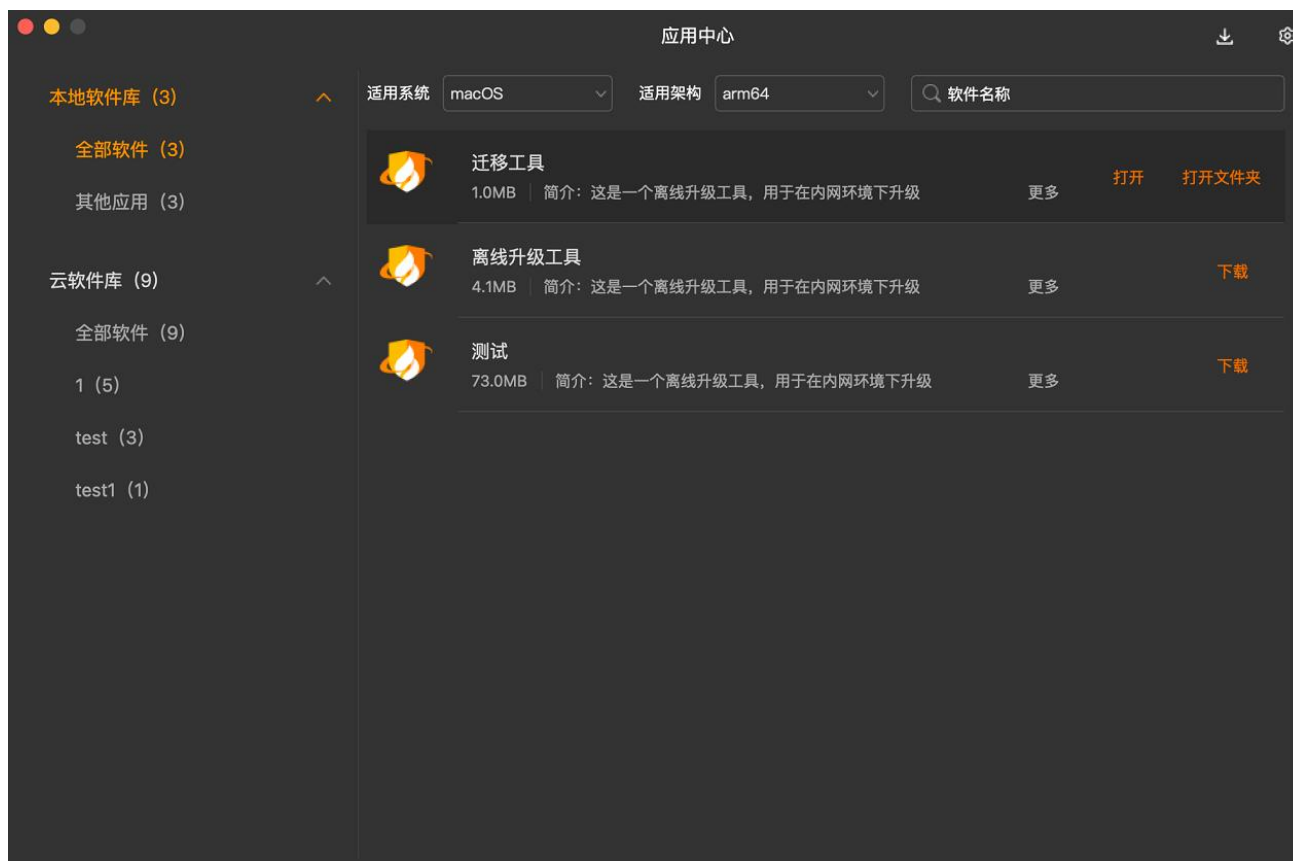 应用中心
本地软件库（3）
全部软件（3）
其他应用（3）
云软件库（9）
全部软件（9）
1（5）
test（3）
test1（1）
适用系统 macOS 适用架构 arm64 软件名称
迁移工具
1.0MB 简介：这是一个离线升级工具，用于在内网环境下升级 更多 打开 打开文件夹
离线升级工具
4.1MB 简介：这是一个离线升级工具，用于在内网环境下升级 更多 下载
测试
73.0MB 简介：这是一个离线升级工具，用于在内网环境下升级 更多 下载